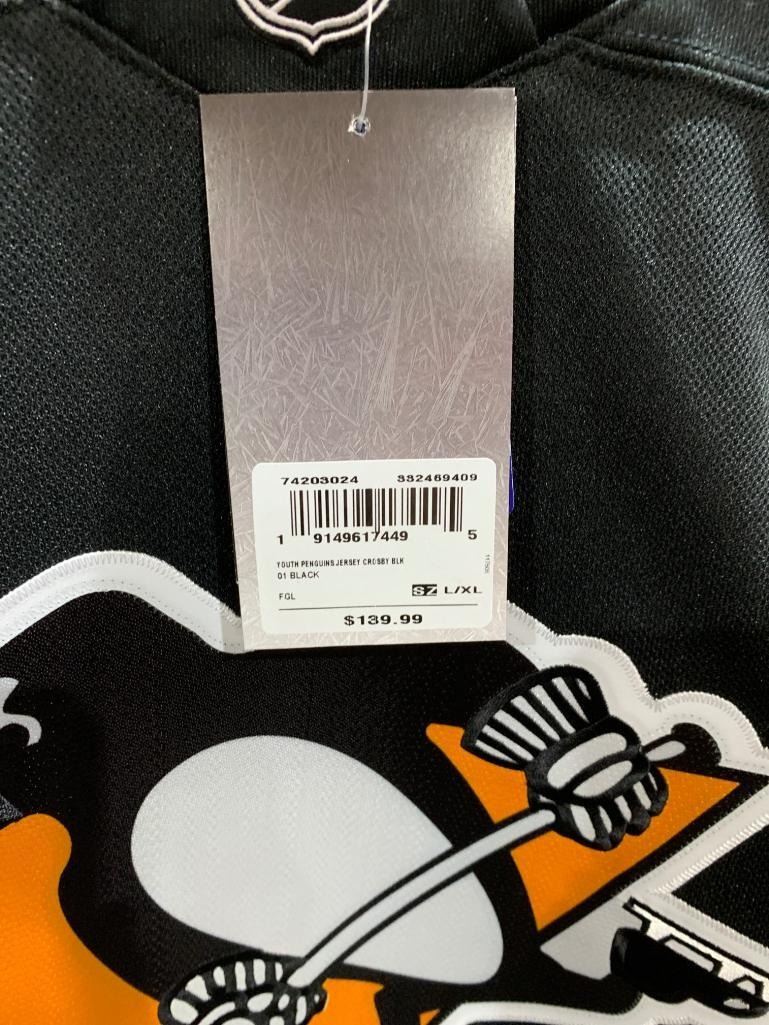 74203024 332469409
1 9149617449 5
YOUTH PENGUINS JERSEY CROSBY BLK
01 BLACK
FGL SZ L/XL
$139.99